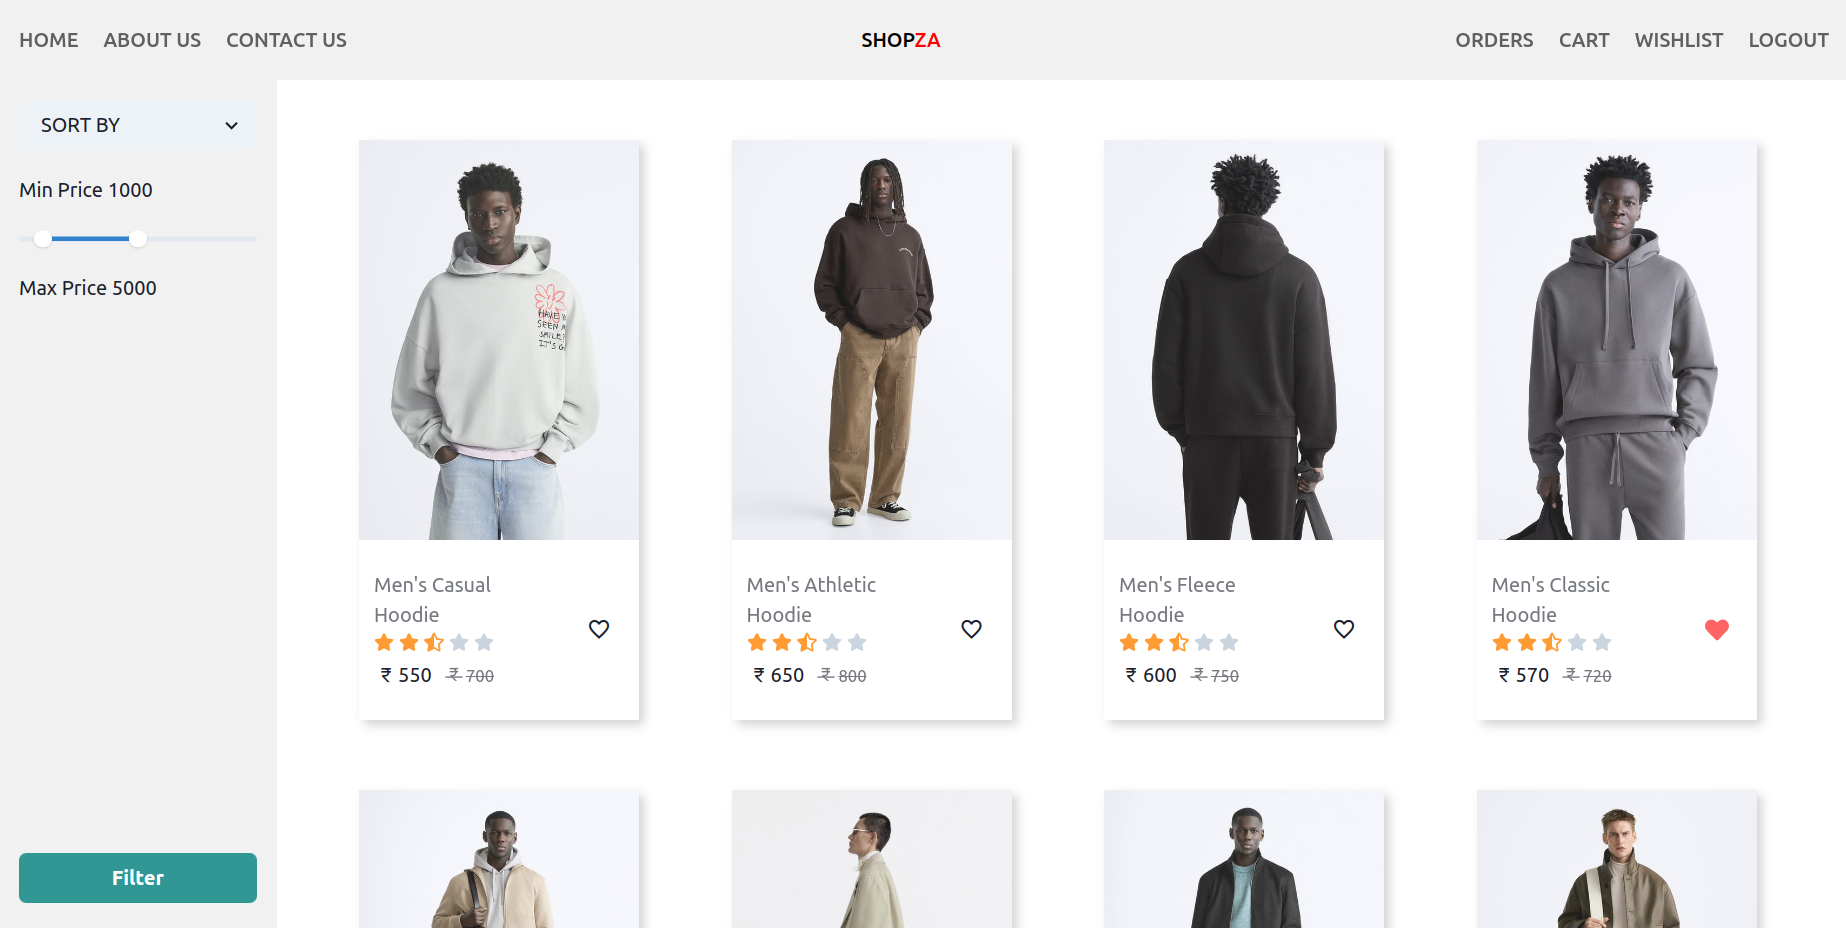 HOME ABOUT US CONTACT US SHOPZA ORDERS CART WISHLIST LOGOUT
SORT BY
Min Price 1000
Max Price 5000
Filter
SEEN
IT'S
Men's Casual
Hoodie
₹ 550 ₹ 700
Men's Athletic
Hoodie
₹ 650 ₹ 800
Men's Fleece
Hoodie
₹ 600 ₹ 750
Men's Classic
Hoodie
₹ 570 ₹ 720